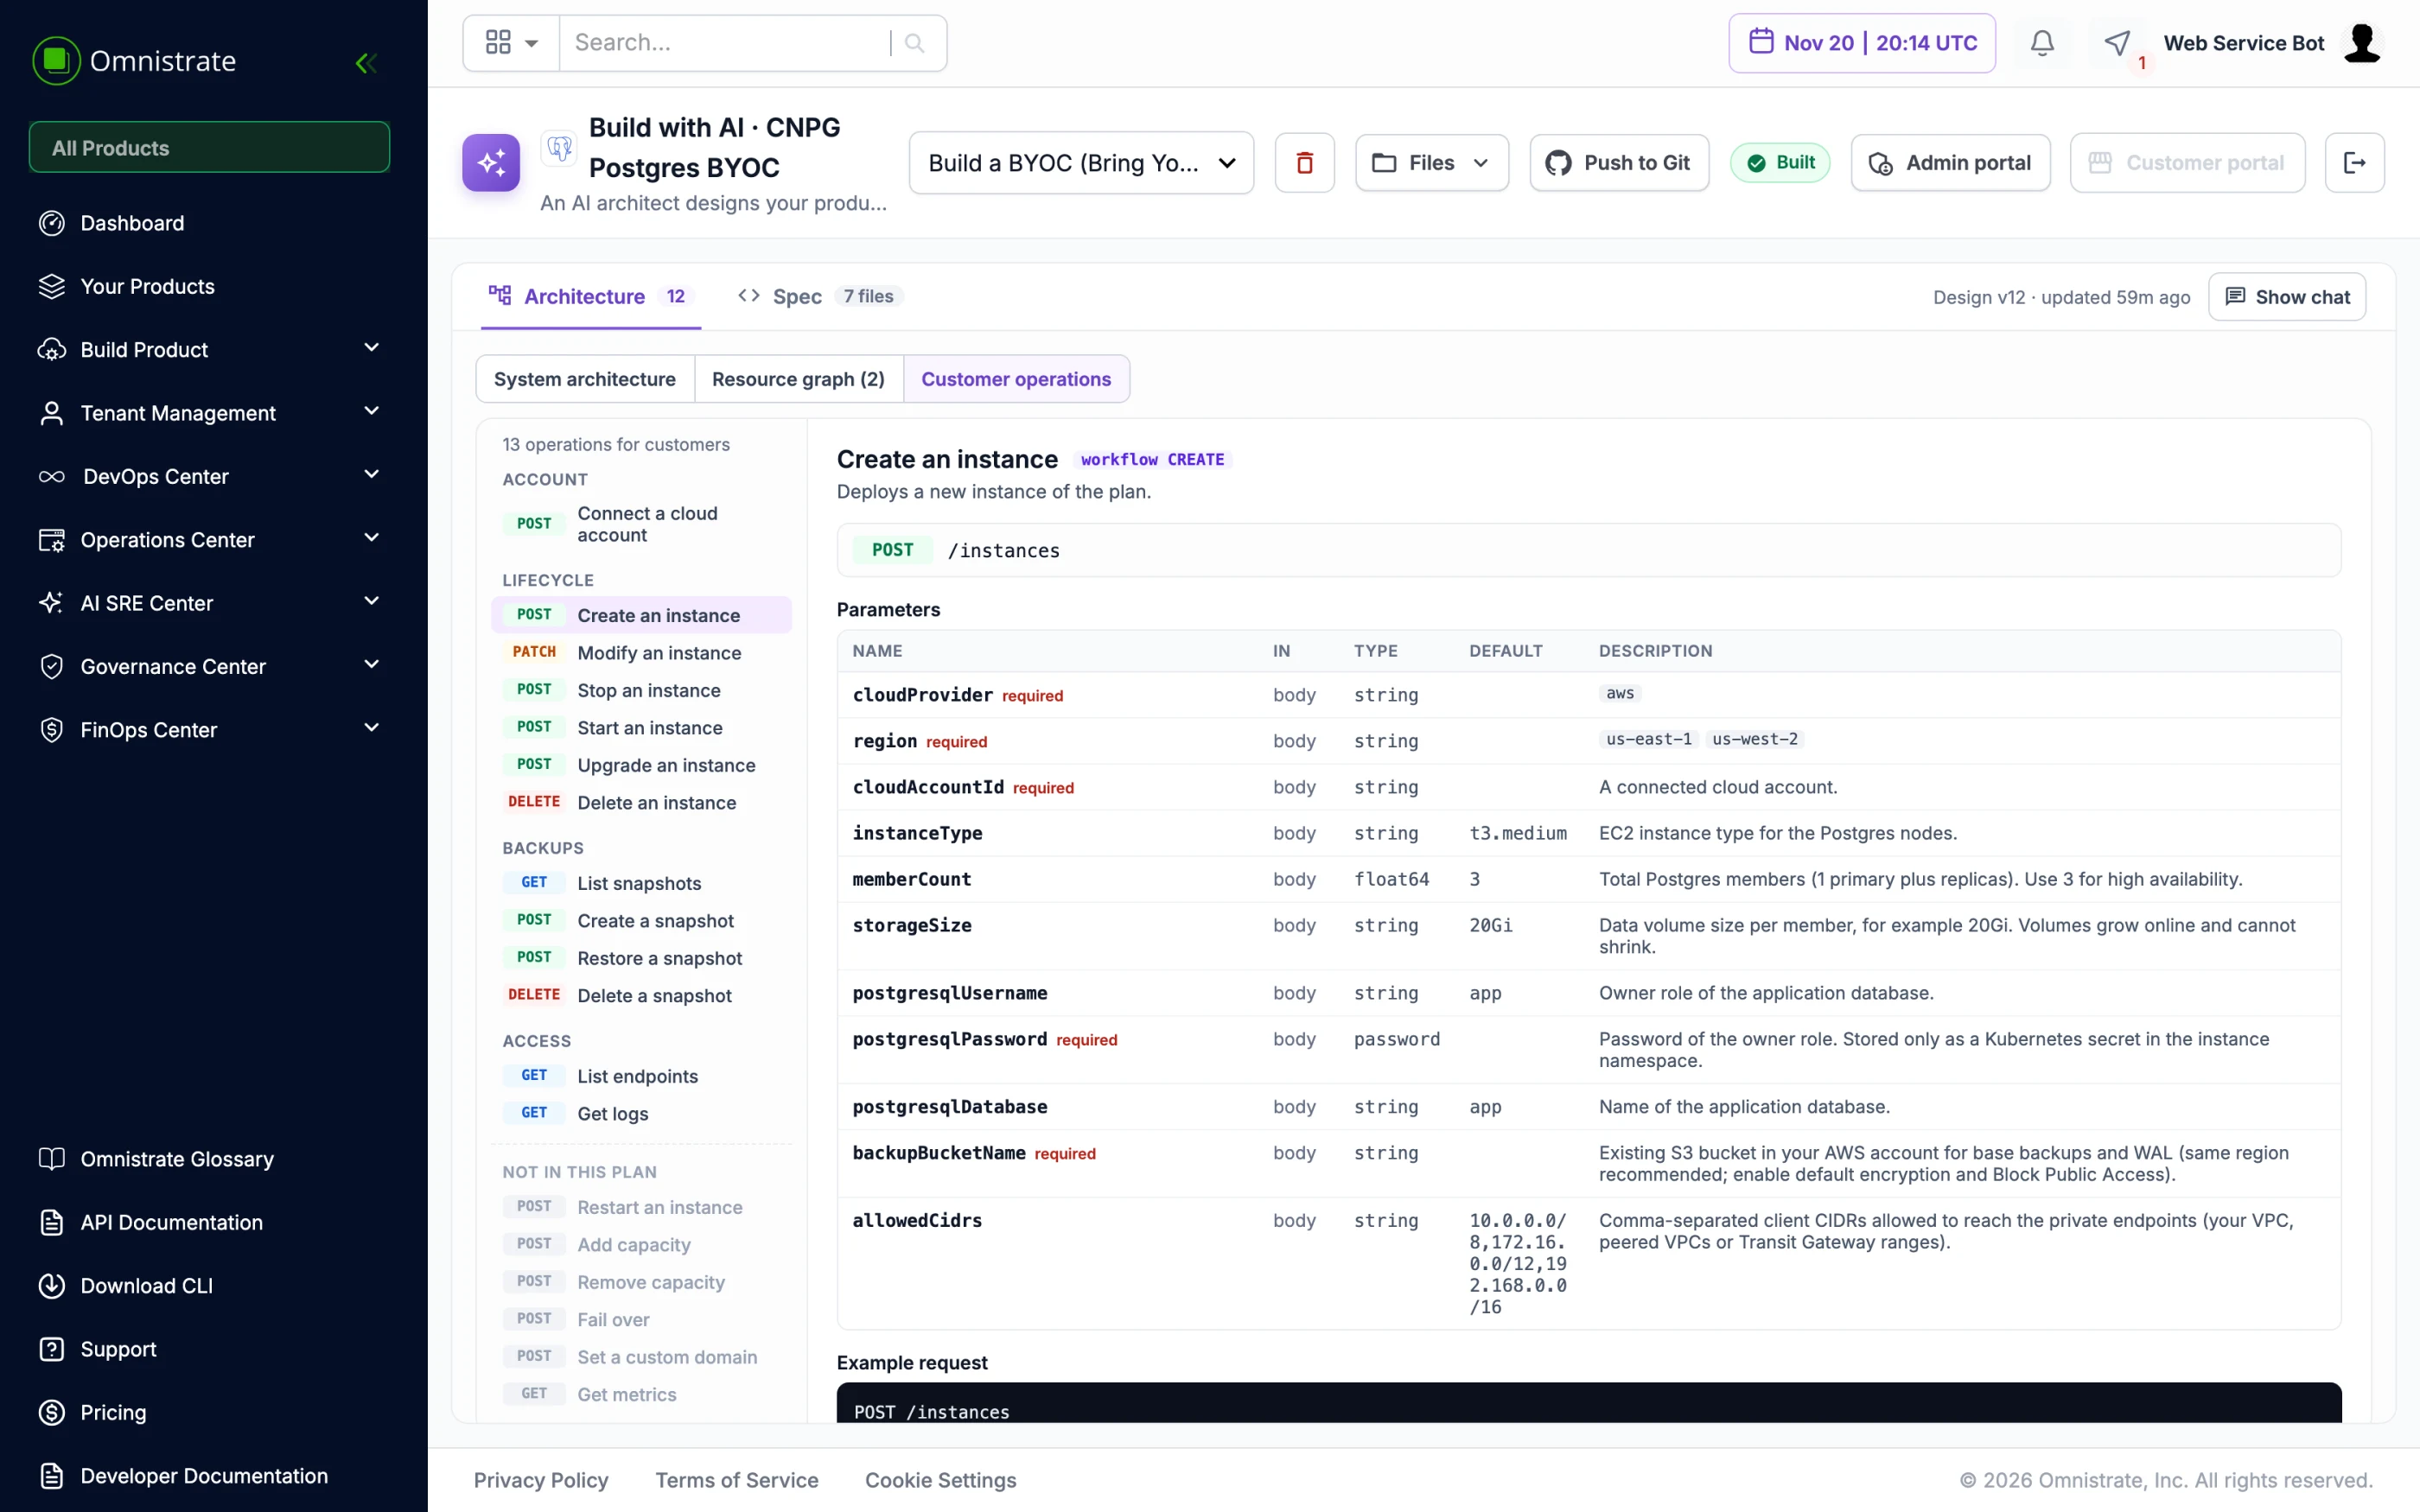 Omnistrate
All Products
Dashboard
Your Products
Build Product
Tenant Management
DevOps Center
Operations Center
AI SRE Center
Governance Center
FinOps Center
Omnistrate Glossary
API Documentation
Download CLI
Support
Pricing
Developer Documentation
Search...
Nov 20 | 20:14 UTC
1
Web Service Bot
Build with AI · CNPG
Postgres BYOC
An AI architect designs your produ...
Build a BYOC (Bring Yo...
Files
Push to Git
Built
Admin portal
Customer portal
Architecture 12
Spec 7 files
Design v12 · updated 59m ago
Show chat
System architecture
Resource graph (2)
Customer operations
13 operations for customers
ACCOUNT
POST Connect a cloud
account
LIFECYCLE
POST Create an instance
PATCH Modify an instance
POST Stop an instance
POST Start an instance
POST Upgrade an instance
DELETE Delete an instance
BACKUPS
GET List snapshots
POST Create a snapshot
POST Restore a snapshot
DELETE Delete a snapshot
ACCESS
GET List endpoints
GET Get logs
NOT IN THIS PLAN
POST Restart an instance
POST Add capacity
POST Remove capacity
POST Fail over
POST Set a custom domain
GET Get metrics
Create an instance workflow CREATE
Deploys a new instance of the plan.
POST /instances
Parameters
NAME IN TYPE DEFAULT DESCRIPTION
cloudProvider required body string aws
region required body string us-east-1 us-west-2
cloudAccountId required body string A connected cloud account.
instanceType body string t3.medium EC2 instance type for the Postgres nodes.
memberCount body float64 3 Total Postgres members (1 primary plus replicas). Use 3 for high availability.
storageSize body string 20Gi Data volume size per member, for example 20Gi. Volumes grow online and cannot
shrink.
postgresqlUsername body string app Owner role of the application database.
postgresqlPassword required body password Password of the owner role. Stored only as a Kubernetes secret in the instance
namespace.
postgresqlDatabase body string app Name of the application database.
backupBucketName required body string Existing S3 bucket in your AWS account for base backups and WAL (same region
recommended; enable default encryption and Block Public Access).
allowedCidrs body string 10.0.0.0/ Comma-separated client CIDRs allowed to reach the private endpoints (your VPC,
8,172.16. peered VPCs or Transit Gateway ranges).
0.0/12,19
2.168.0.0
/16
Example request
POST /instances
Privacy Policy
Terms of Service
Cookie Settings
© 2026 Omnistrate, Inc. All rights reserved.